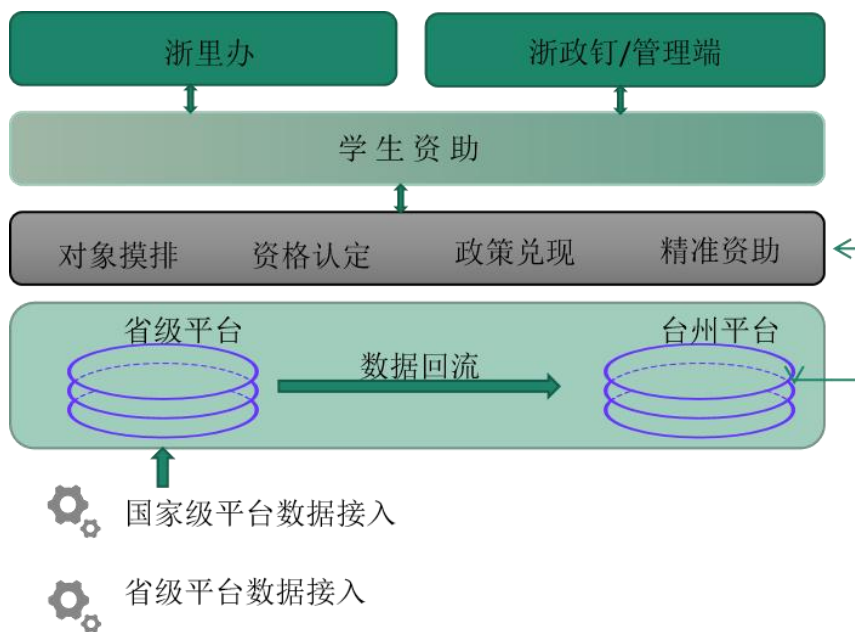 浙里办
浙政钉/管理端
学生资助
对象摸排 资格认定 政策兑现 精准资助
省级平台
台州平台
数据回流
国家级平台数据接入
省级平台数据接入